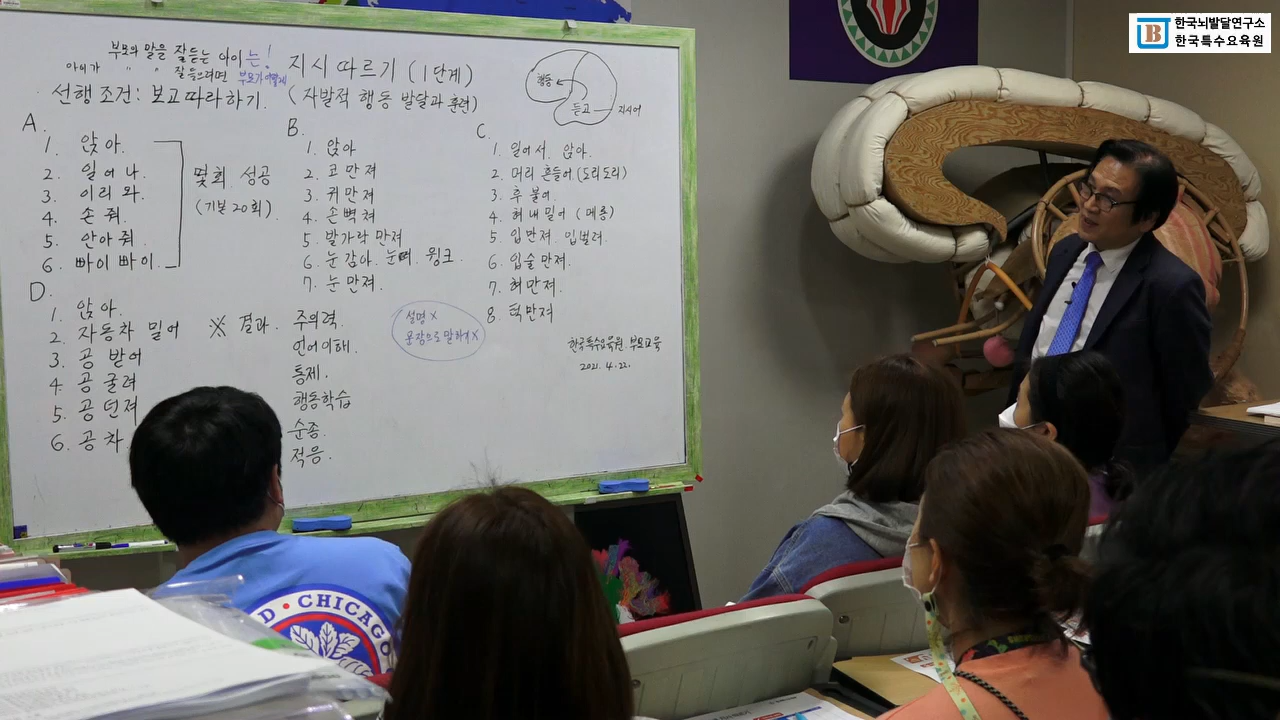 한국뇌발달연구소
한국특수요육원
부모의 말을 잘 듣는 아이는!
아이가 " " 잘 들으려면 부모가 어떻게
지시 따르기 (1단계)
선행 조건: 보고 따라하기. (자발적 행동 발달과 훈련)
행동
듣고
지시어
A.
1. 앉아.
2. 일어나.
3. 이리 와.
4. 손 줘.
5. 안아 줘.
6. 빠이 빠이.
몇회 성공
(기본 20회)
B.
1. 앉아
2. 코 만져
3. 귀 만져
4. 손뼉 쳐
5. 발가락 만져
6. 눈 감아. 눈 떠. 윙크.
7. 눈 만져.
C.
1. 일어서. 앉아.
2. 머리 흔들어 (도리도리)
3. 후 불어.
4. 혀 내 밀어 (메롱)
5. 입 만져. 입 벌려.
6. 입술 만져.
7. 혀 만져.
8. 턱 만져
D.
1. 앉아.
2. 자동차 밀어
3. 공 받어
4. 공 굴려
5. 공 던져
6. 공 차
※ 결과. 주의력.
언어이해.
통제.
행동학습
순종.
적응.
설명 X
문장으로 말하기 X
한국특수요육원 부모교육
2021. 4. 22.
D • CHICAGO